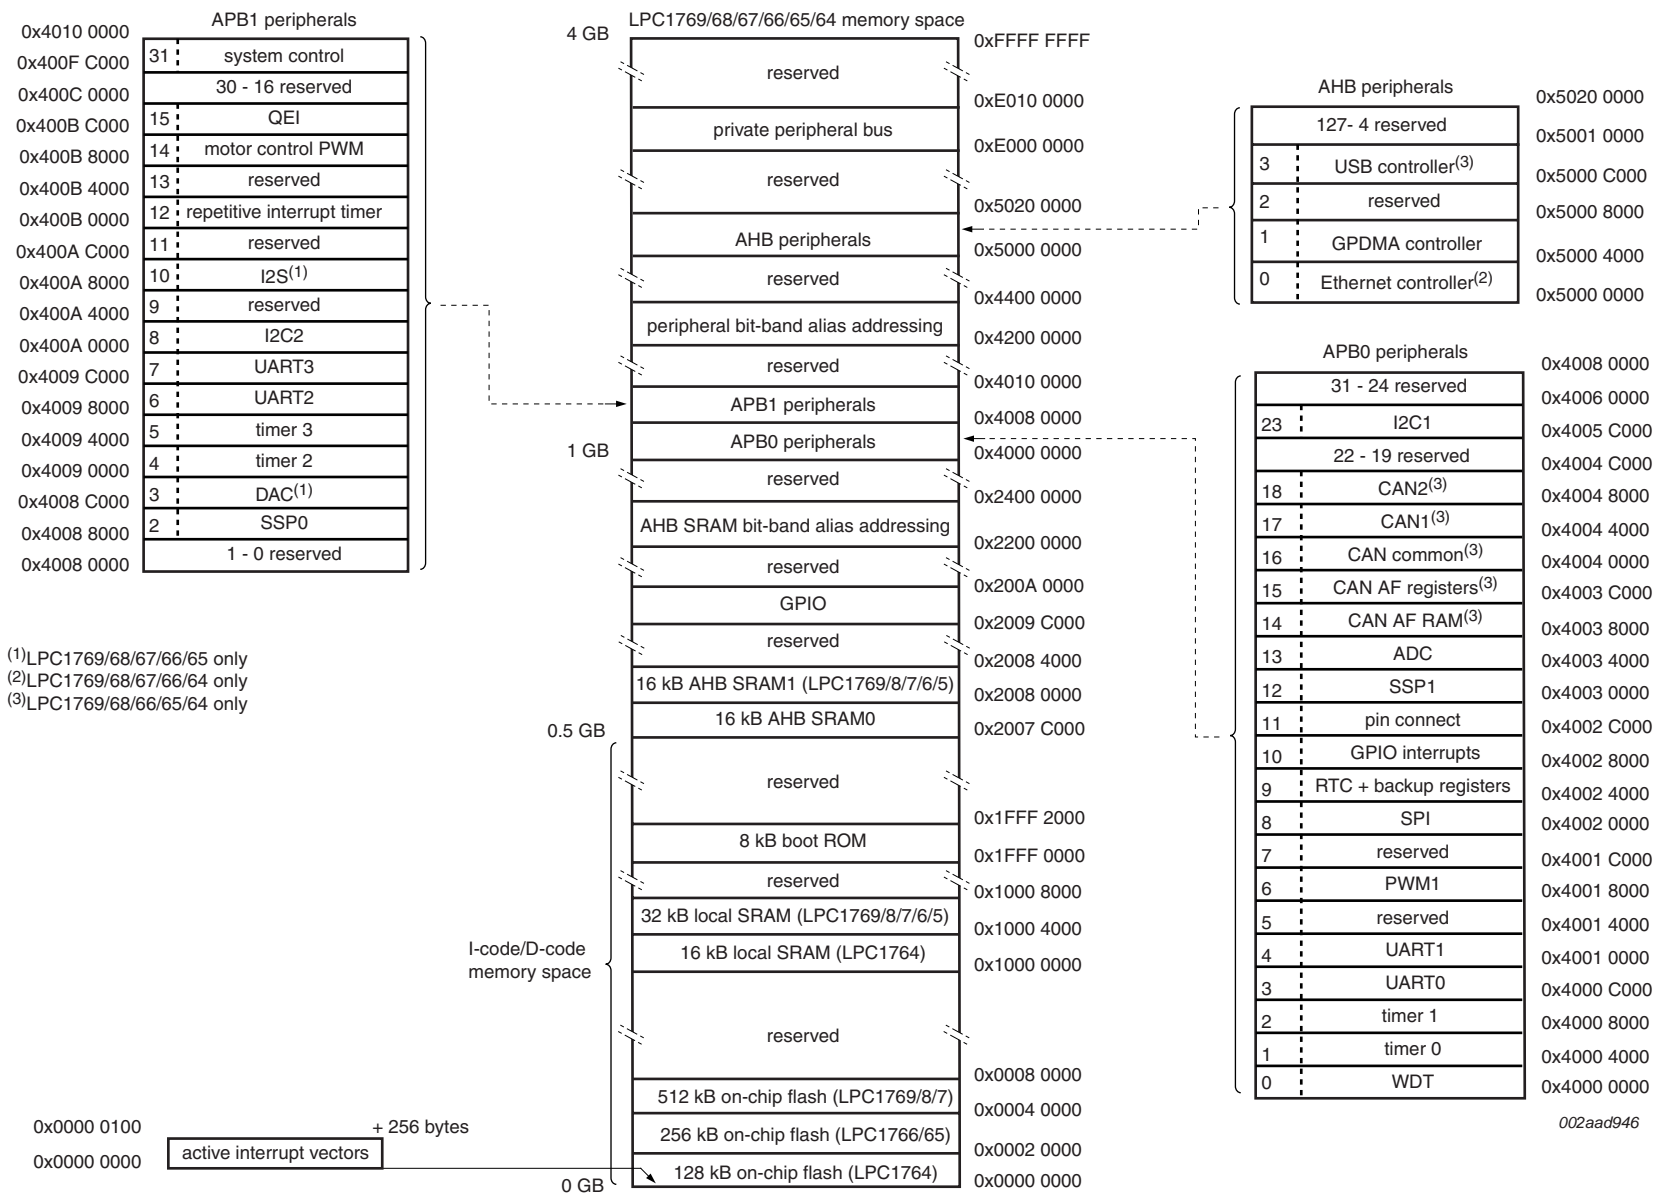 APB1 peripherals
0x4010 0000
31 system control
0x400F C000
30 - 16 reserved
0x400C 0000
15 QEI
0x400B C000
14 motor control PWM
0x400B 8000
13 reserved
0x400B 4000
12 repetitive interrupt timer
0x400B 0000
11 reserved
0x400A C000
10 I2S(1)
0x400A 8000
9 reserved
0x400A 4000
8 I2C2
0x400A 0000
7 UART3
0x4009 C000
6 UART2
0x4009 8000
5 timer 3
0x4009 4000
4 timer 2
0x4009 0000
3 DAC(1)
0x4008 C000
2 SSP0
0x4008 8000
1 - 0 reserved
0x4008 0000
(1)LPC1769/68/67/66/65 only
(2)LPC1769/68/67/66/64 only
(3)LPC1769/68/66/65/64 only
0x0000 0100
+ 256 bytes
active interrupt vectors
0x0000 0000
LPC1769/68/67/66/65/64 memory space
4 GB
0xFFFF FFFF
reserved
0xE010 0000
private peripheral bus
0xE000 0000
reserved
0x5020 0000
AHB peripherals
0x5000 0000
reserved
0x4400 0000
peripheral bit-band alias addressing
0x4200 0000
reserved
0x4010 0000
APB1 peripherals
0x4008 0000
APB0 peripherals
1 GB
0x4000 0000
reserved
0x2400 0000
AHB SRAM bit-band alias addressing
0x2200 0000
reserved
0x200A 0000
GPIO
0x2009 C000
reserved
0x2008 4000
16 kB AHB SRAM1 (LPC1769/8/7/6/5)
0x2008 0000
16 kB AHB SRAM0
0.5 GB
0x2007 C000
reserved
0x1FFF 2000
8 kB boot ROM
0x1FFF 0000
reserved
0x1000 8000
32 kB local SRAM (LPC1769/8/7/6/5)
0x1000 4000
16 kB local SRAM (LPC1764)
0x1000 0000
I-code/D-code
memory space
reserved
0x0008 0000
512 kB on-chip flash (LPC1769/8/7)
0x0004 0000
256 kB on-chip flash (LPC1766/65)
0x0002 0000
128 kB on-chip flash (LPC1764)
0 GB
0x0000 0000
AHB peripherals
0x5020 0000
127- 4 reserved
0x5001 0000
3 USB controller(3)
0x5000 C000
2 reserved
0x5000 8000
1 GPDMA controller
0x5000 4000
0 Ethernet controller(2)
0x5000 0000
APB0 peripherals
0x4008 0000
31 - 24 reserved
0x4006 0000
23 I2C1
0x4005 C000
22 - 19 reserved
0x4004 C000
18 CAN2(3)
0x4004 8000
17 CAN1(3)
0x4004 4000
16 CAN common(3)
0x4004 0000
15 CAN AF registers(3)
0x4003 C000
14 CAN AF RAM(3)
0x4003 8000
13 ADC
0x4003 4000
12 SSP1
0x4003 0000
11 pin connect
0x4002 C000
10 GPIO interrupts
0x4002 8000
9 RTC + backup registers
0x4002 4000
8 SPI
0x4002 0000
7 reserved
0x4001 C000
6 PWM1
0x4001 8000
5 reserved
0x4001 4000
4 UART1
0x4001 0000
3 UART0
0x4000 C000
2 timer 1
0x4000 8000
1 timer 0
0x4000 4000
0 WDT
0x4000 0000
002aad946